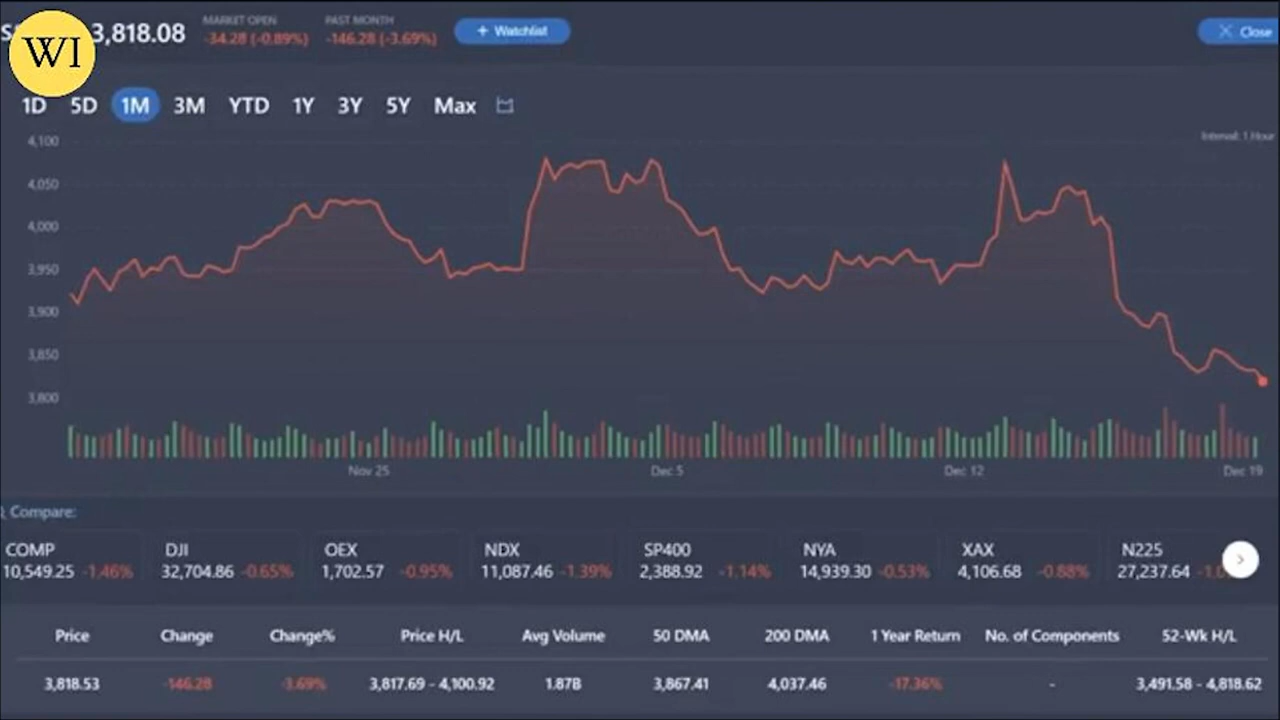 WI
3,818.08
MARKET OPEN
-34.28 (-0.89%)
PAST MONTH
-146.28 (-3.69%)
+ Watchlist
Close
1D 5D 1M 3M YTD 1Y 3Y 5Y Max
Interval: 1 Hour
4,100
4,050
4,000
3,950
3,900
3,850
3,800
Nov 25 Dec 5 Dec 12 Dec 19
Compare:
COMP DJI OEX NDX SP400 NYA XAX N225
10,549.25 -1.46% 32,704.86 -0.65% 1,702.57 -0.95% 11,087.46 -1.39% 2,388.92 -1.14% 14,939.30 -0.53% 4,106.68 -0.88% 27,237.64
Price Change Change% Price H/L Avg Volume 50 DMA 200 DMA 1 Year Return No. of Components 52-Wk H/L
3,818.53 -146.28 -3.69% 3,817.69 - 4,100.92 1.87B 3,867.41 4,037.46 -17.36% - 3,491.58 - 4,818.62